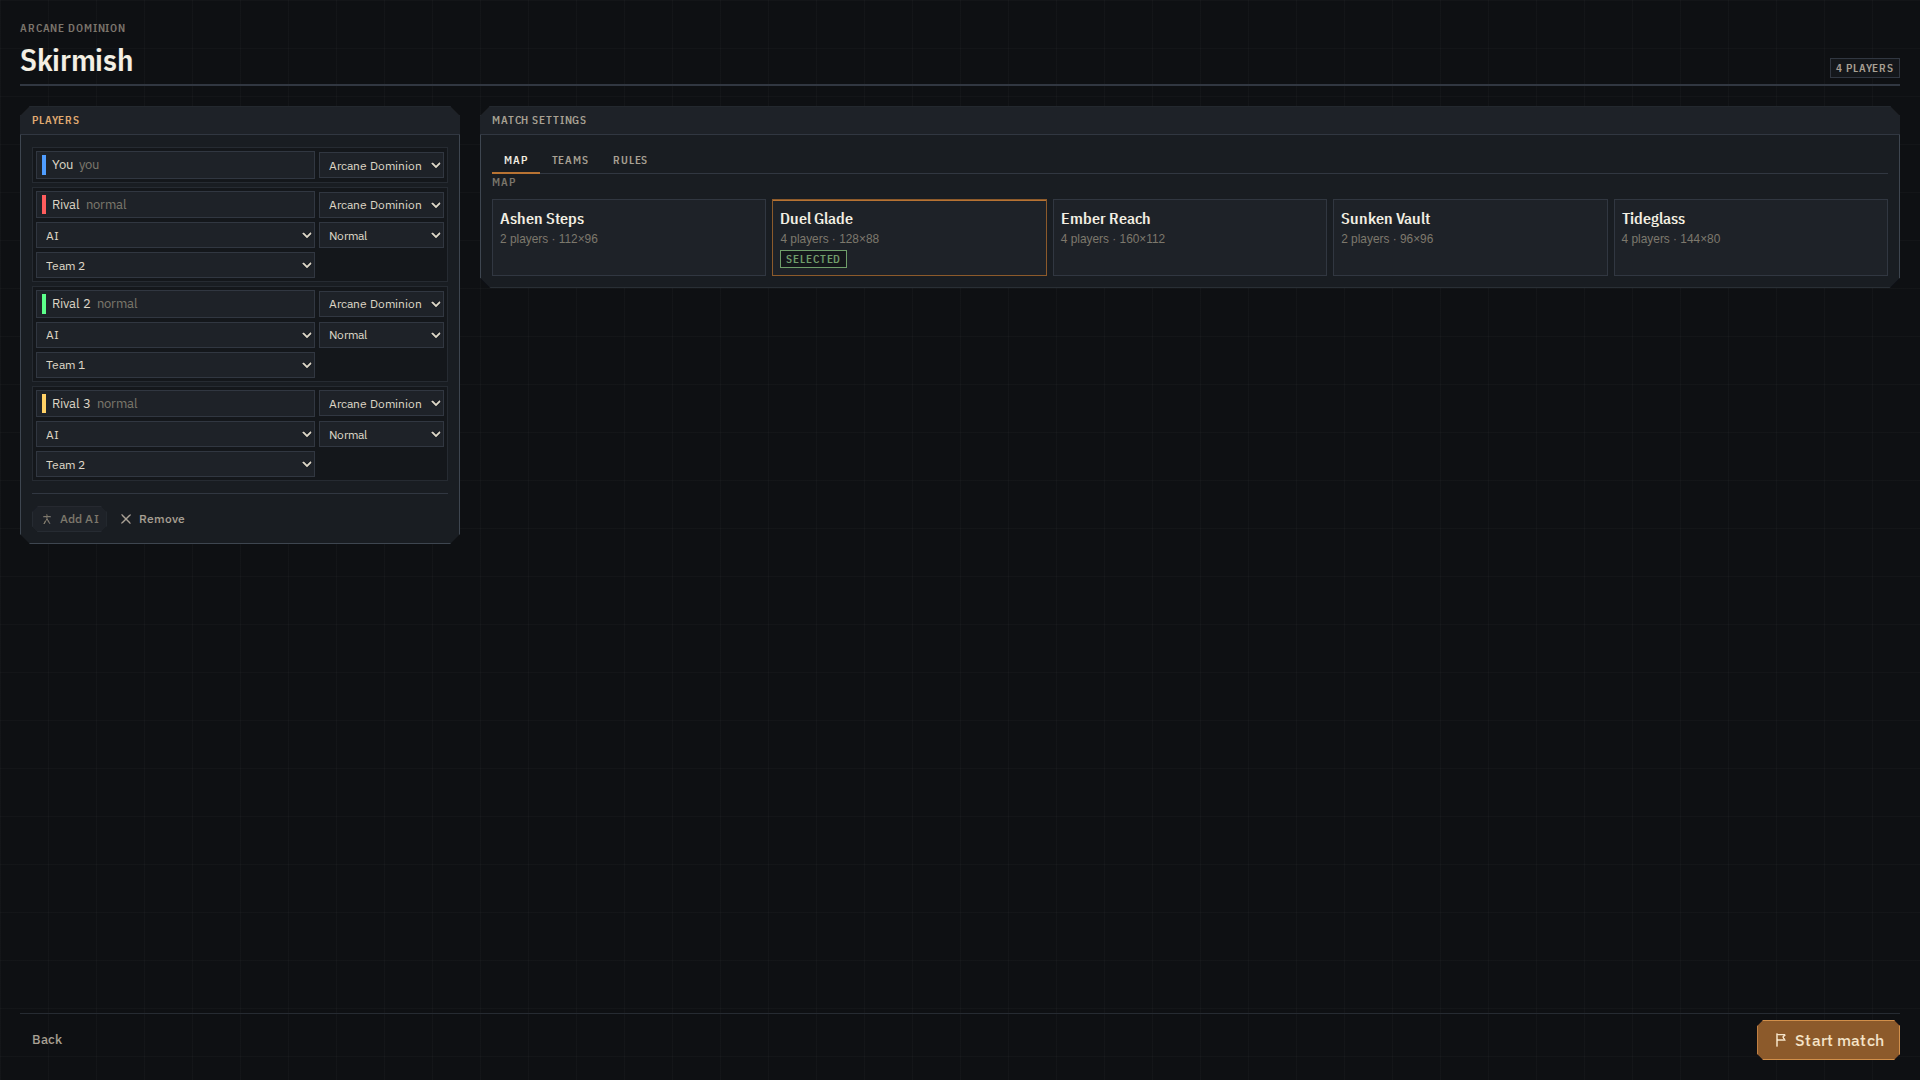 ARCANE DOMINION
Skirmish
4 PLAYERS
PLAYERS
You you
Arcane Dominion
Rival normal
Arcane Dominion
AI
Normal
Team 2
Rival 2 normal
Arcane Dominion
AI
Normal
Team 1
Rival 3 normal
Arcane Dominion
AI
Normal
Team 2
Add AI
Remove
MATCH SETTINGS
MAP TEAMS RULES
MAP
Ashen Steps
2 players · 112×96
Duel Glade
4 players · 128×88
SELECTED
Ember Reach
4 players · 160×112
Sunken Vault
2 players · 96×96
Tideglass
4 players · 144×80
Back
Start match